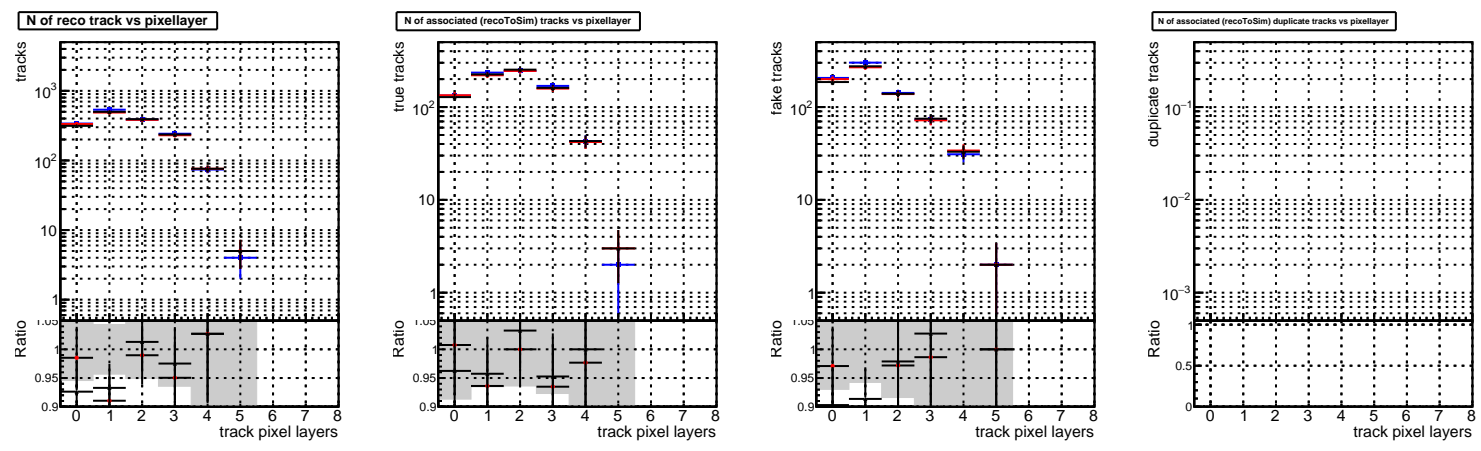 N of reco track vs pixellayer
tracks
10³
10²
10
1
Ratio
1.05
1
0.95
0.9
0 1 2 3 4 5 6 7 8
track pixel layers
N of associated (recoToSim) tracks vs pixellayer
true tracks
10²
10
1
Ratio
1.05
1
0.95
0.9
0 1 2 3 4 5 6 7 8
track pixel layers
fake tracks
10²
10
1
Ratio
1.05
1
0.95
0.9
0 1 2 3 4 5 6 7 8
track pixel layers
N of associated (recoToSim) duplicate tracks vs pixellayer
duplicate tracks
10⁻¹
10⁻²
10⁻³
Ratio
1
0.5
0
0 1 2 3 4 5 6 7 8
track pixel layers